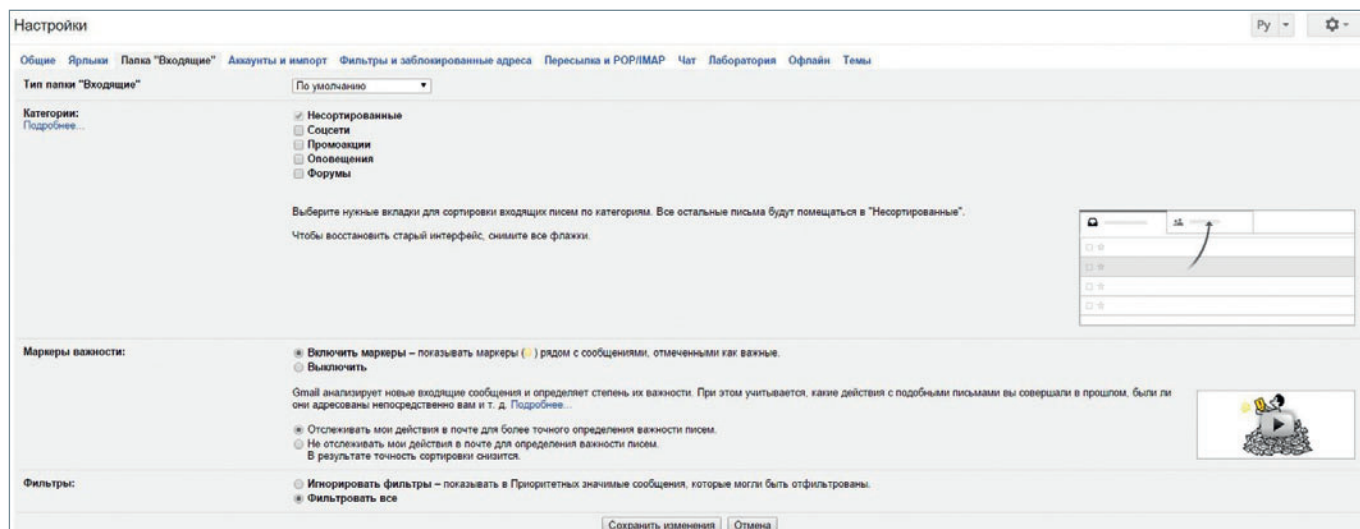 Настройки
Ру
Общие Ярлыки Папка "Входящие" Аккаунты и импорт Фильтры и заблокированные адреса Пересылка и POP/IMAP Чат Лаборатория Офлайн Темы
Тип папки "Входящие" По умолчанию
Категории: Несортированные
Подробнее... Соцсети
Промоакции
Оповещения
Форумы
Выберите нужные вкладки для сортировки входящих писем по категориям. Все остальные письма будут помещаться в "Несортированные".
Чтобы восстановить старый интерфейс, снимите все флажки.
Маркеры важности: Включить маркеры – показывать маркеры ( ) рядом с сообщениями, отмеченными как важные.
Выключить
Gmail анализирует новые входящие сообщения и определяет степень их важности. При этом учитывается, какие действия с подобными письмами вы совершали в прошлом, были ли
они адресованы непосредственно вам и т. д. Подробнее...
Отслеживать мои действия в почте для более точного определения важности писем.
Не отслеживать мои действия в почте для определения важности писем.
В результате точность сортировки снизится.
Фильтры: Игнорировать фильтры – показывать в Приоритетных значимые сообщения, которые могли быть отфильтрованы.
Фильтровать все
Сохранить изменения Отмена